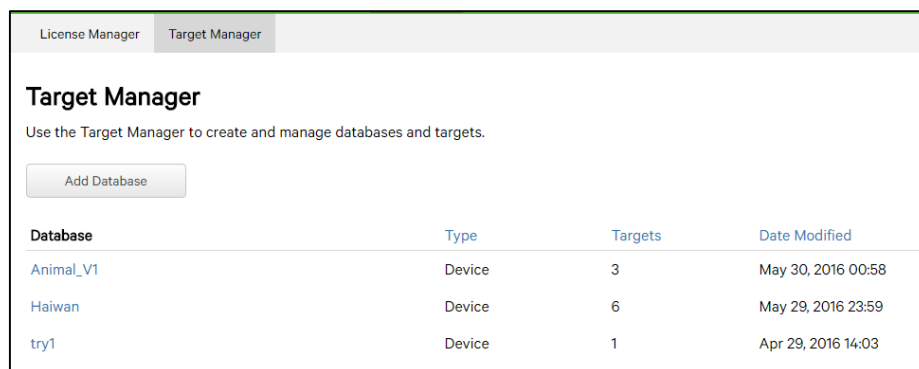 License Manager Target Manager
Target Manager
Use the Target Manager to create and manage databases and targets.
Add Database
Database Type Targets Date Modified
Animal_V1 Device 3 May 30, 2016 00:58
Haiwan Device 6 May 29, 2016 23:59
try1 Device 1 Apr 29, 2016 14:03